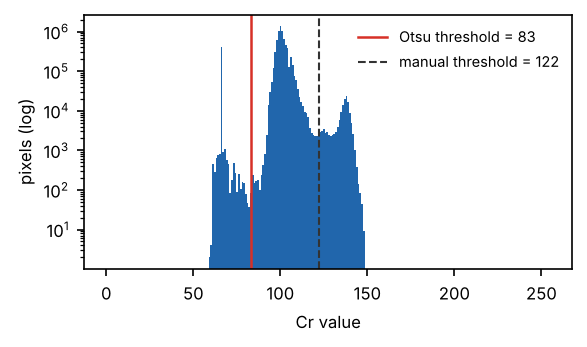 Otsu threshold = 83
manual threshold = 122
pixels (log)
10⁶
10⁵
10⁴
10³
10²
10¹
0 50 100 150 200 250
Cr value